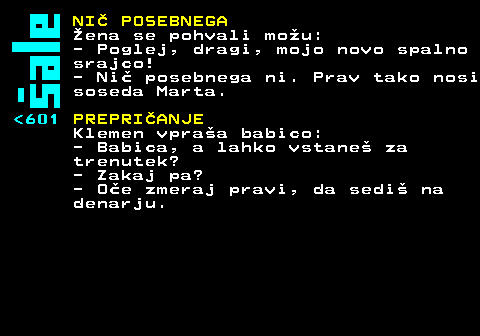 šale
NIČ POSEBNEGA
Žena se pohvali možu:
- Poglej, dragi, mojo novo spalno
srajco!
- Nič posebnega ni. Prav tako nosi
soseda Marta.
<601 PREPRIČANJE
Klemen vpraša babico:
- Babica, a lahko vstaneš za
trenutek?
- Zakaj pa?
- Oče zmeraj pravi, da sediš na
denarju.